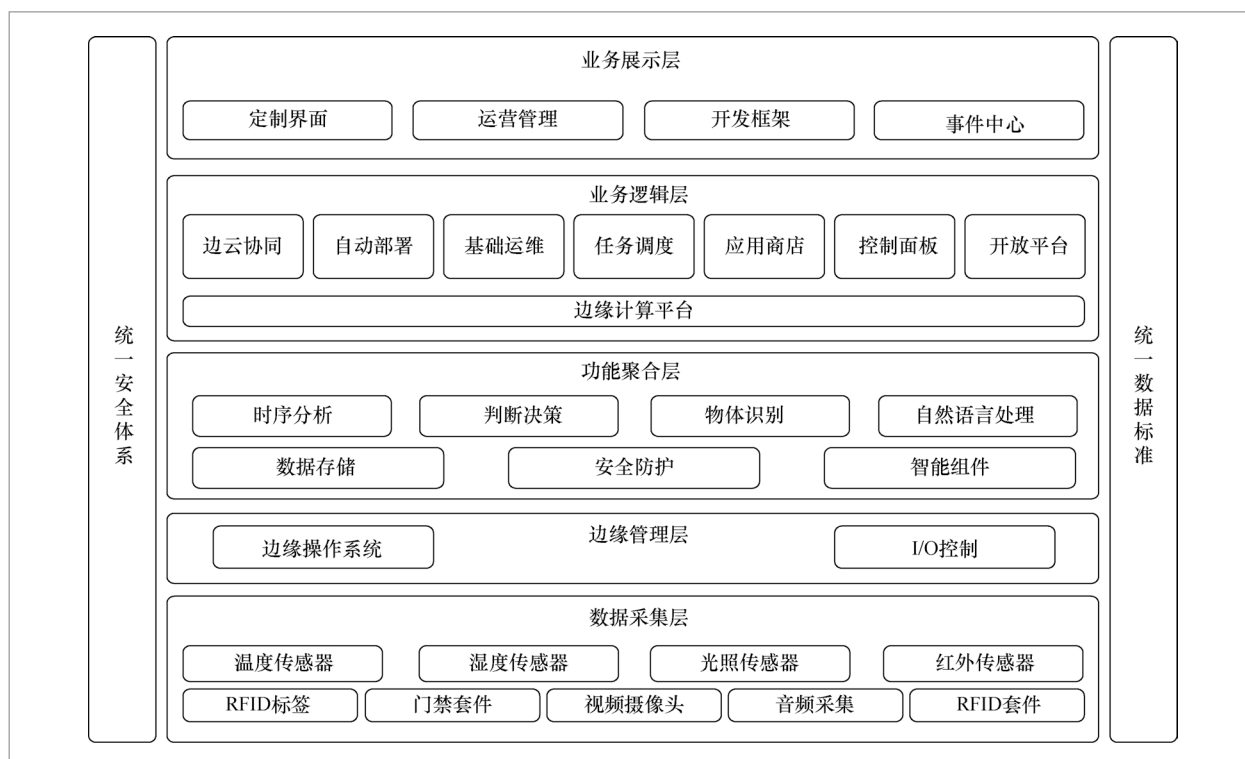 业务展示层
定制界面
运营管理
开发框架
事件中心
业务逻辑层
边云协同
自动部署
基础运维
任务调度
应用商店
控制面板
开放平台
边缘计算平台
统一安全体系
统一数据标准
功能聚合层
时序分析
判断决策
物体识别
自然语言处理
数据存储
安全防护
智能组件
边缘管理层
边缘操作系统
I/O控制
数据采集层
温度传感器
湿度传感器
光照传感器
红外传感器
RFID标签
门禁套件
视频摄像头
音频采集
RFID套件